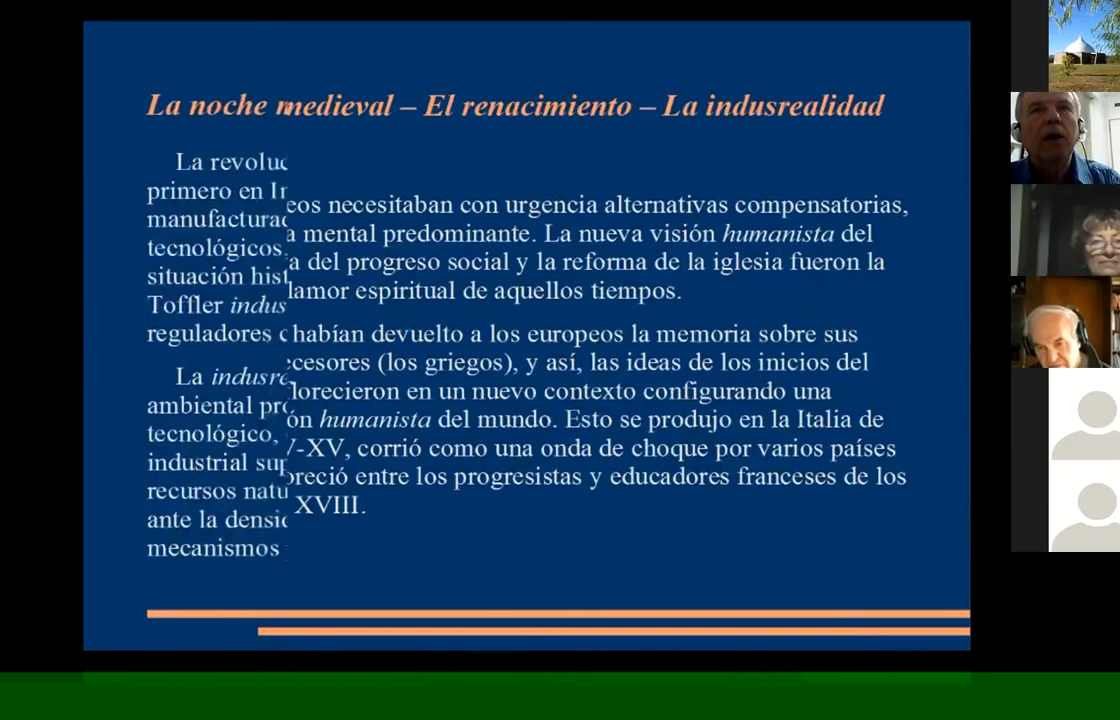 La noche medieval – El renacimiento – La indusrealidad
La revoluc
primero en In
manufacturac
tecnológicos
situación hist
Toffler indus
reguladores c
La indusre
ambiental pro
tecnológico,
industrial sup
recursos natu
ante la densid
mecanismos
eos necesitaban con urgencia alternativas compensatorias,
a mental predominante. La nueva visión humanista del
a del progreso social y la reforma de la iglesia fueron la
lamor espiritual de aquellos tiempos.
habían devuelto a los europeos la memoria sobre sus
cesores (los griegos), y así, las ideas de los inicios del
lorecieron en un nuevo contexto configurando una
ón humanista del mundo. Esto se produjo en la Italia de
V-XV, corrió como una onda de choque por varios países
reció entre los progresistas y educadores franceses de los
XVIII.